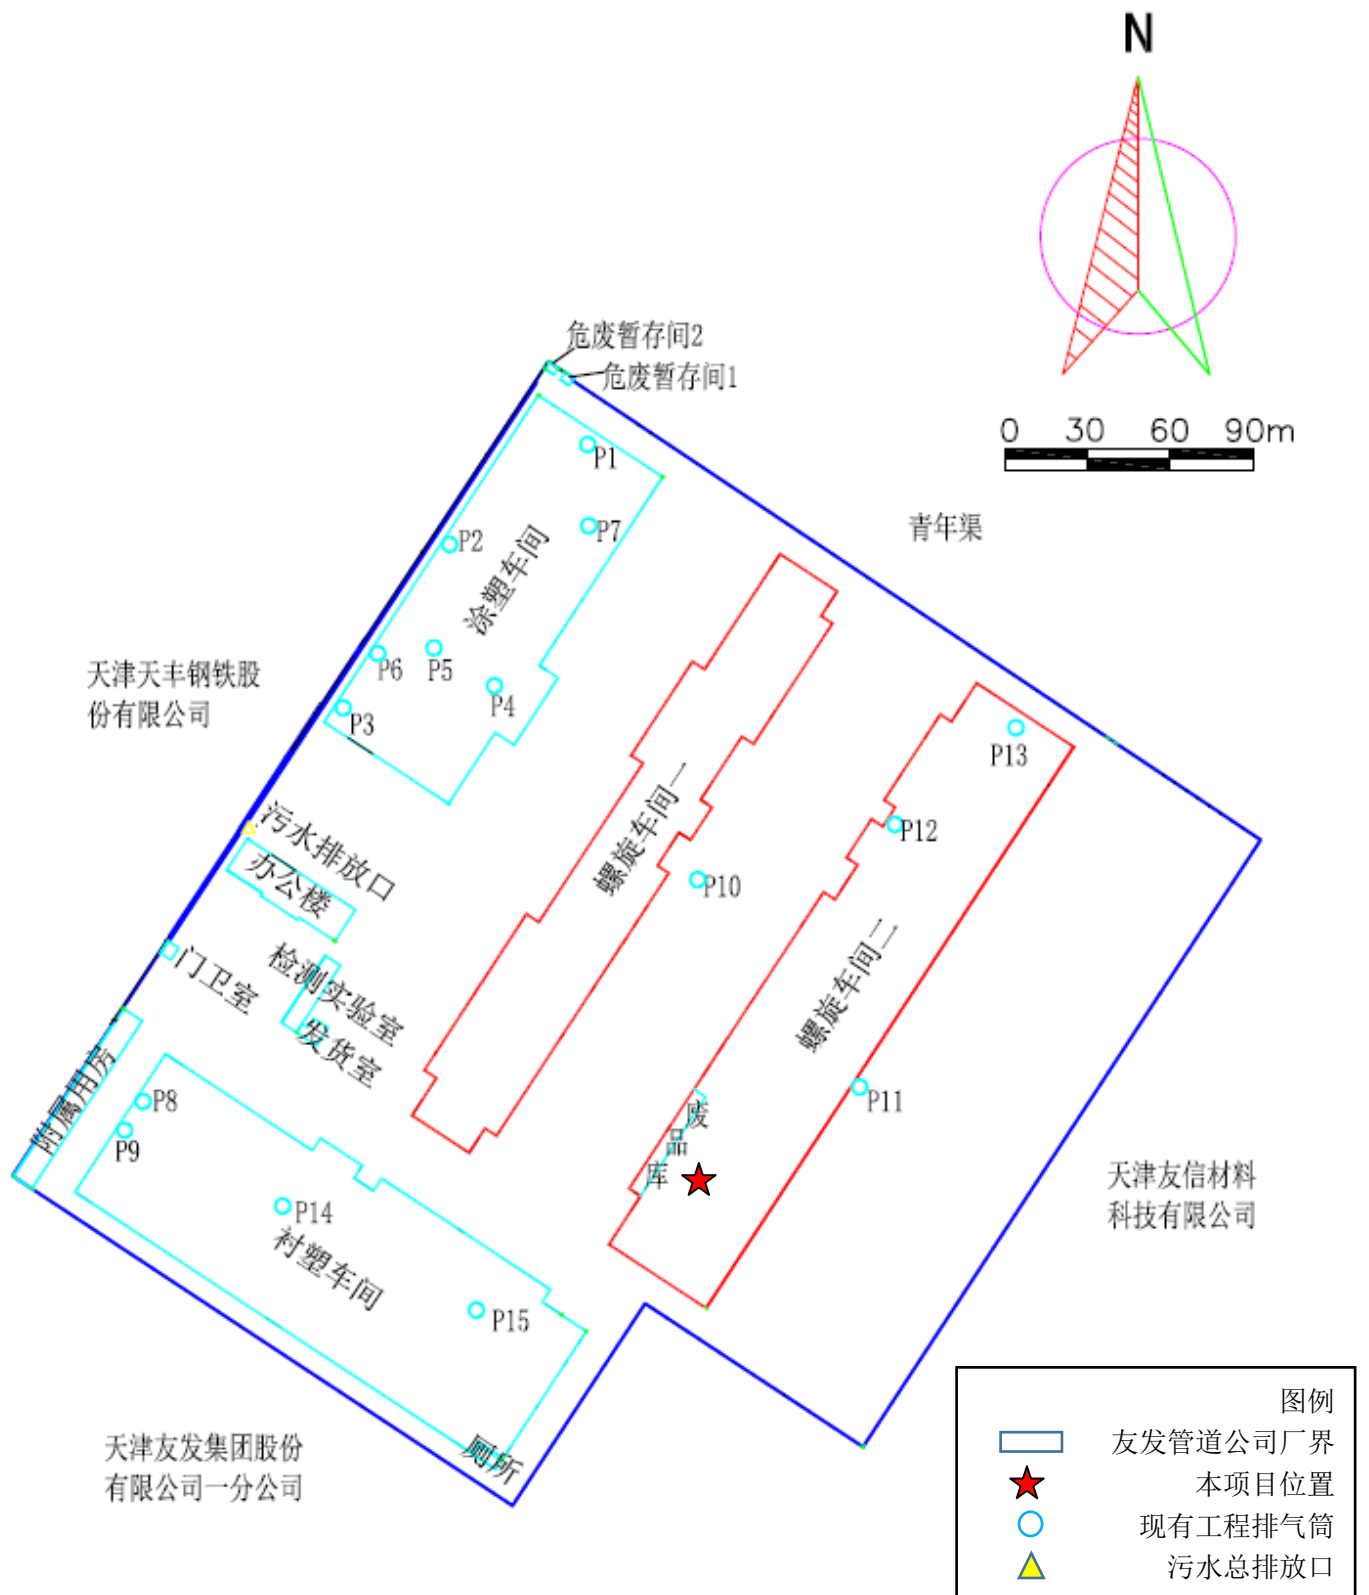 N
0 30 60 90m
危废暂存间2
危废暂存间1
P1
P7
P2
涂塑车间
P6
P5
P4
P3
青年渠
天津天丰钢铁股
份有限公司
P13
P12
P10
螺旋车间一
螺旋车间二
污水排放口
办公楼
门卫室
检测实验室
发货室
附属用房
P8
P9
P11
废
品
库
P14
衬塑车间
P15
天津友信材料
科技有限公司
天津友发集团股份
有限公司一分公司
厕所
图例
友发管道公司厂界
本项目位置
现有工程排气筒
污水总排放口